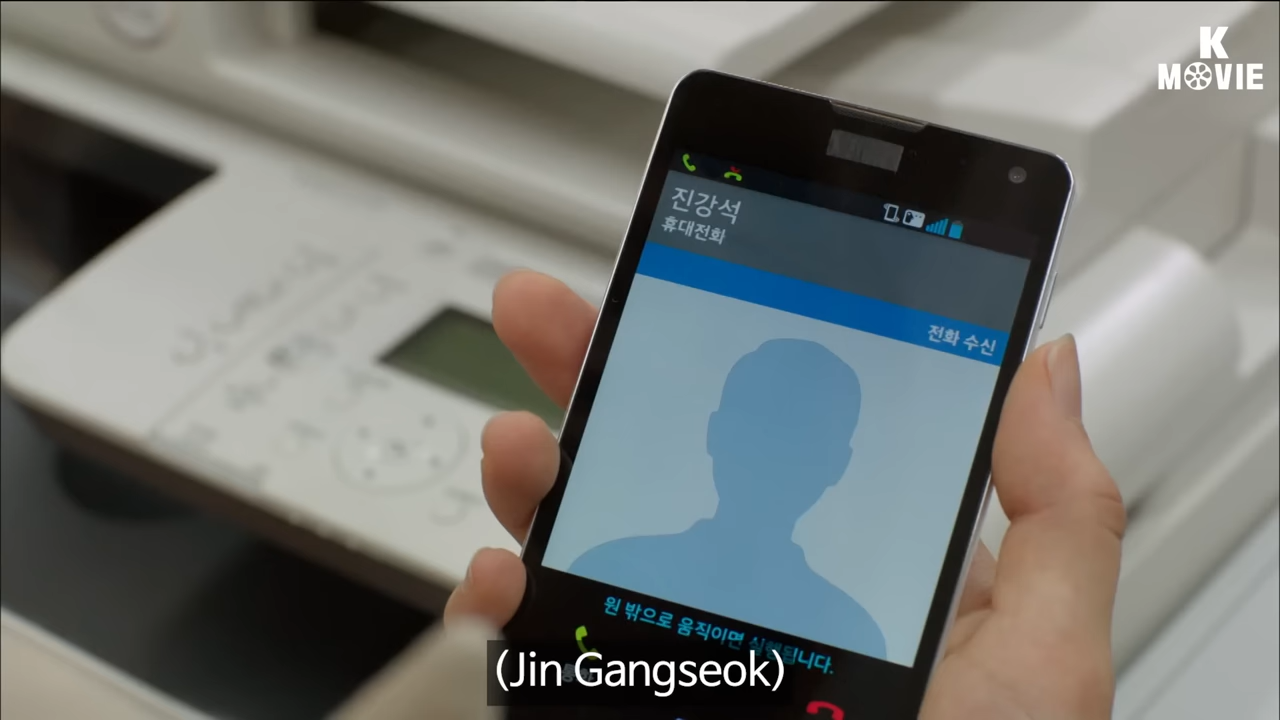 K
MOVIE
진강석
휴대전화
전화 수신
원 밖으로 움직이면 실행됩니다.
(Jin Gangseok)